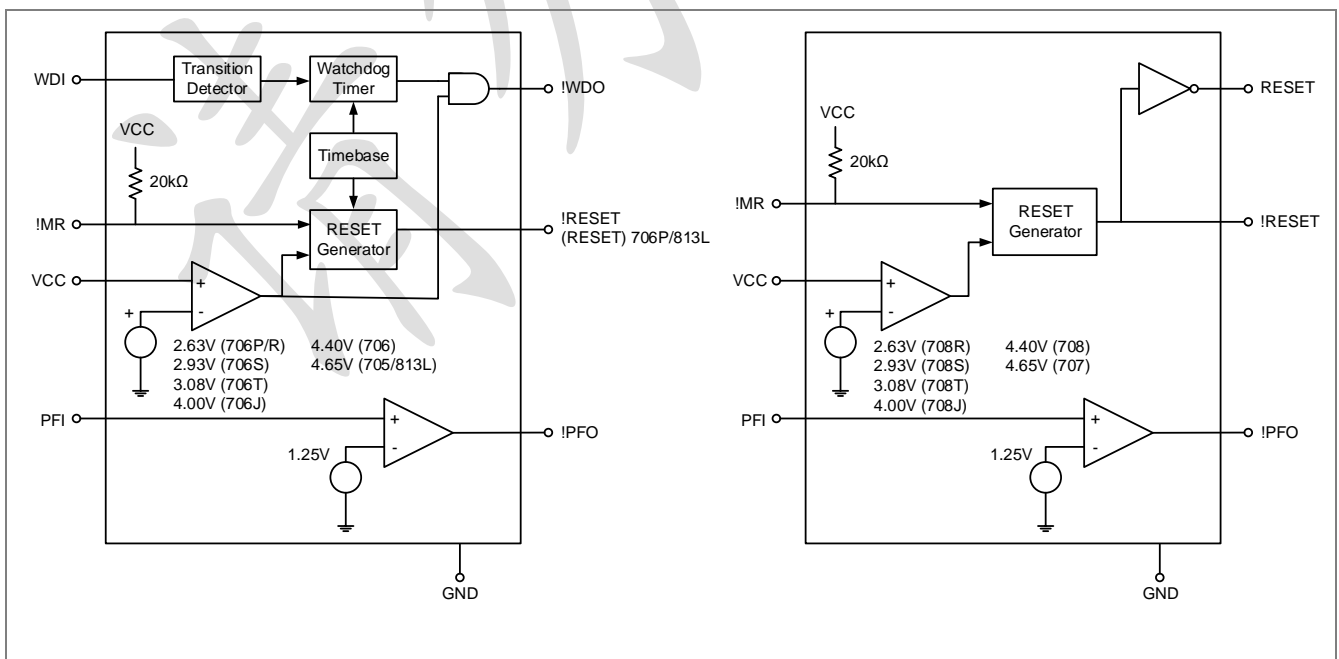 WDI
Transition
Detector
Watchdog
Timer
!WDO
VCC
20kΩ
Timebase
!MR
RESET
Generator
!RESET
(RESET) 706P/813L
VCC
+
-
+
2.63V (706P/R) 4.40V (706)
2.93V (706S) 4.65V (705/813L)
3.08V (706T)
4.00V (706J)
PFI
+
-
!PFO
1.25V
GND
RESET
VCC
20kΩ
!MR
RESET
Generator
!RESET
VCC
+
-
+
2.63V (708R) 4.40V (708)
2.93V (708S) 4.65V (707)
3.08V (708T)
4.00V (708J)
PFI
+
-
!PFO
1.25V
GND